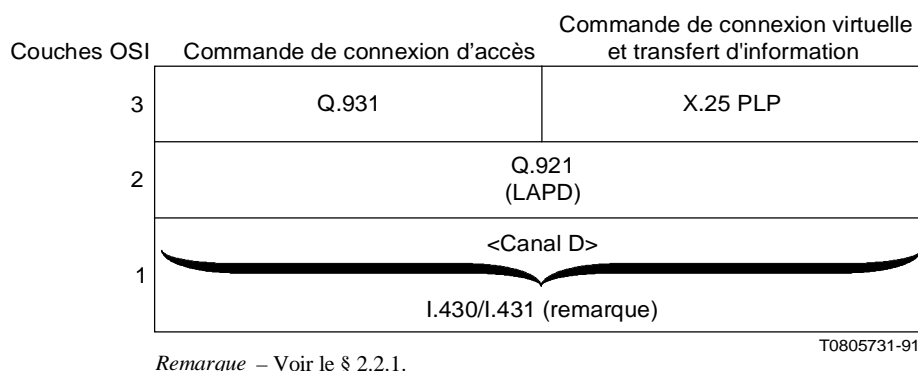 Commande de connexion virtuelle
et transfert d'information
Couches OSI
Commande de connexion d'accès
3
Q.931
X.25 PLP
2
Q.921
(LAPD)
<Canal D>
1
I.430/I.431 (remarque)
T0805731-91
Remarque – Voir le § 2.2.1.